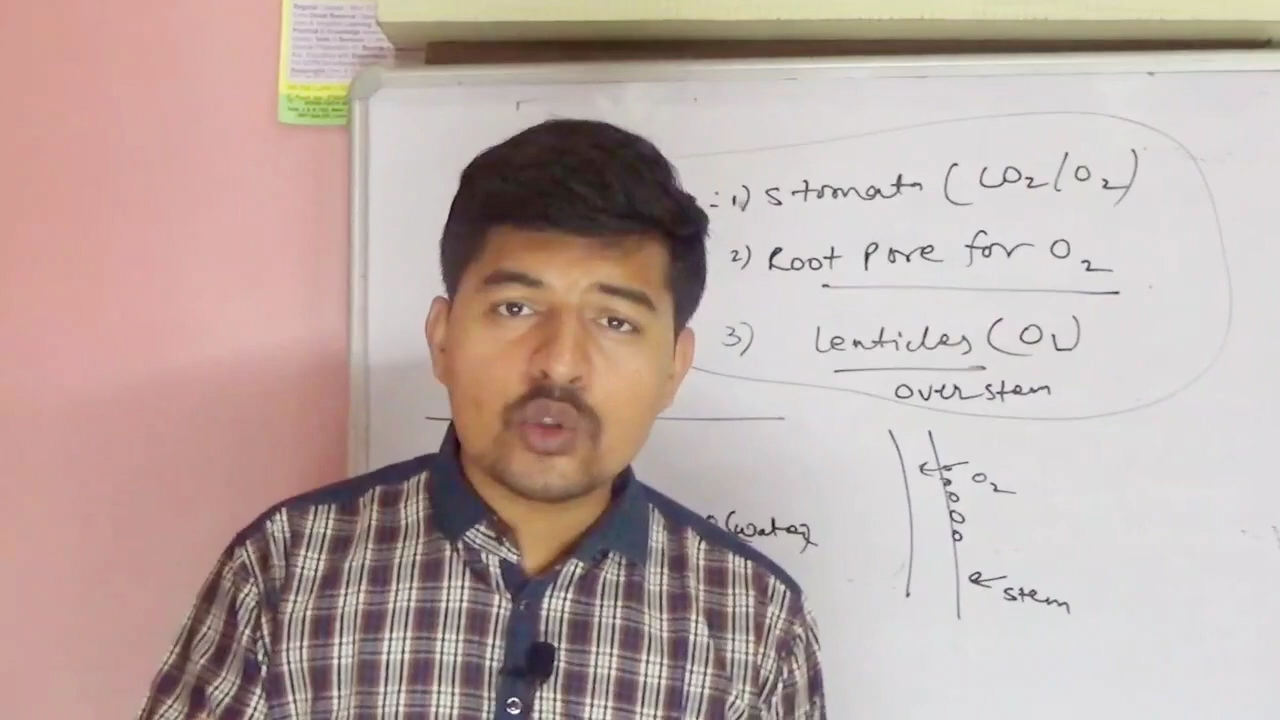 : 1) Stomata (CO2/O2)
2) Root Pore for O2
3) Lenticles (O2)
over stem
O2
(water)
stem